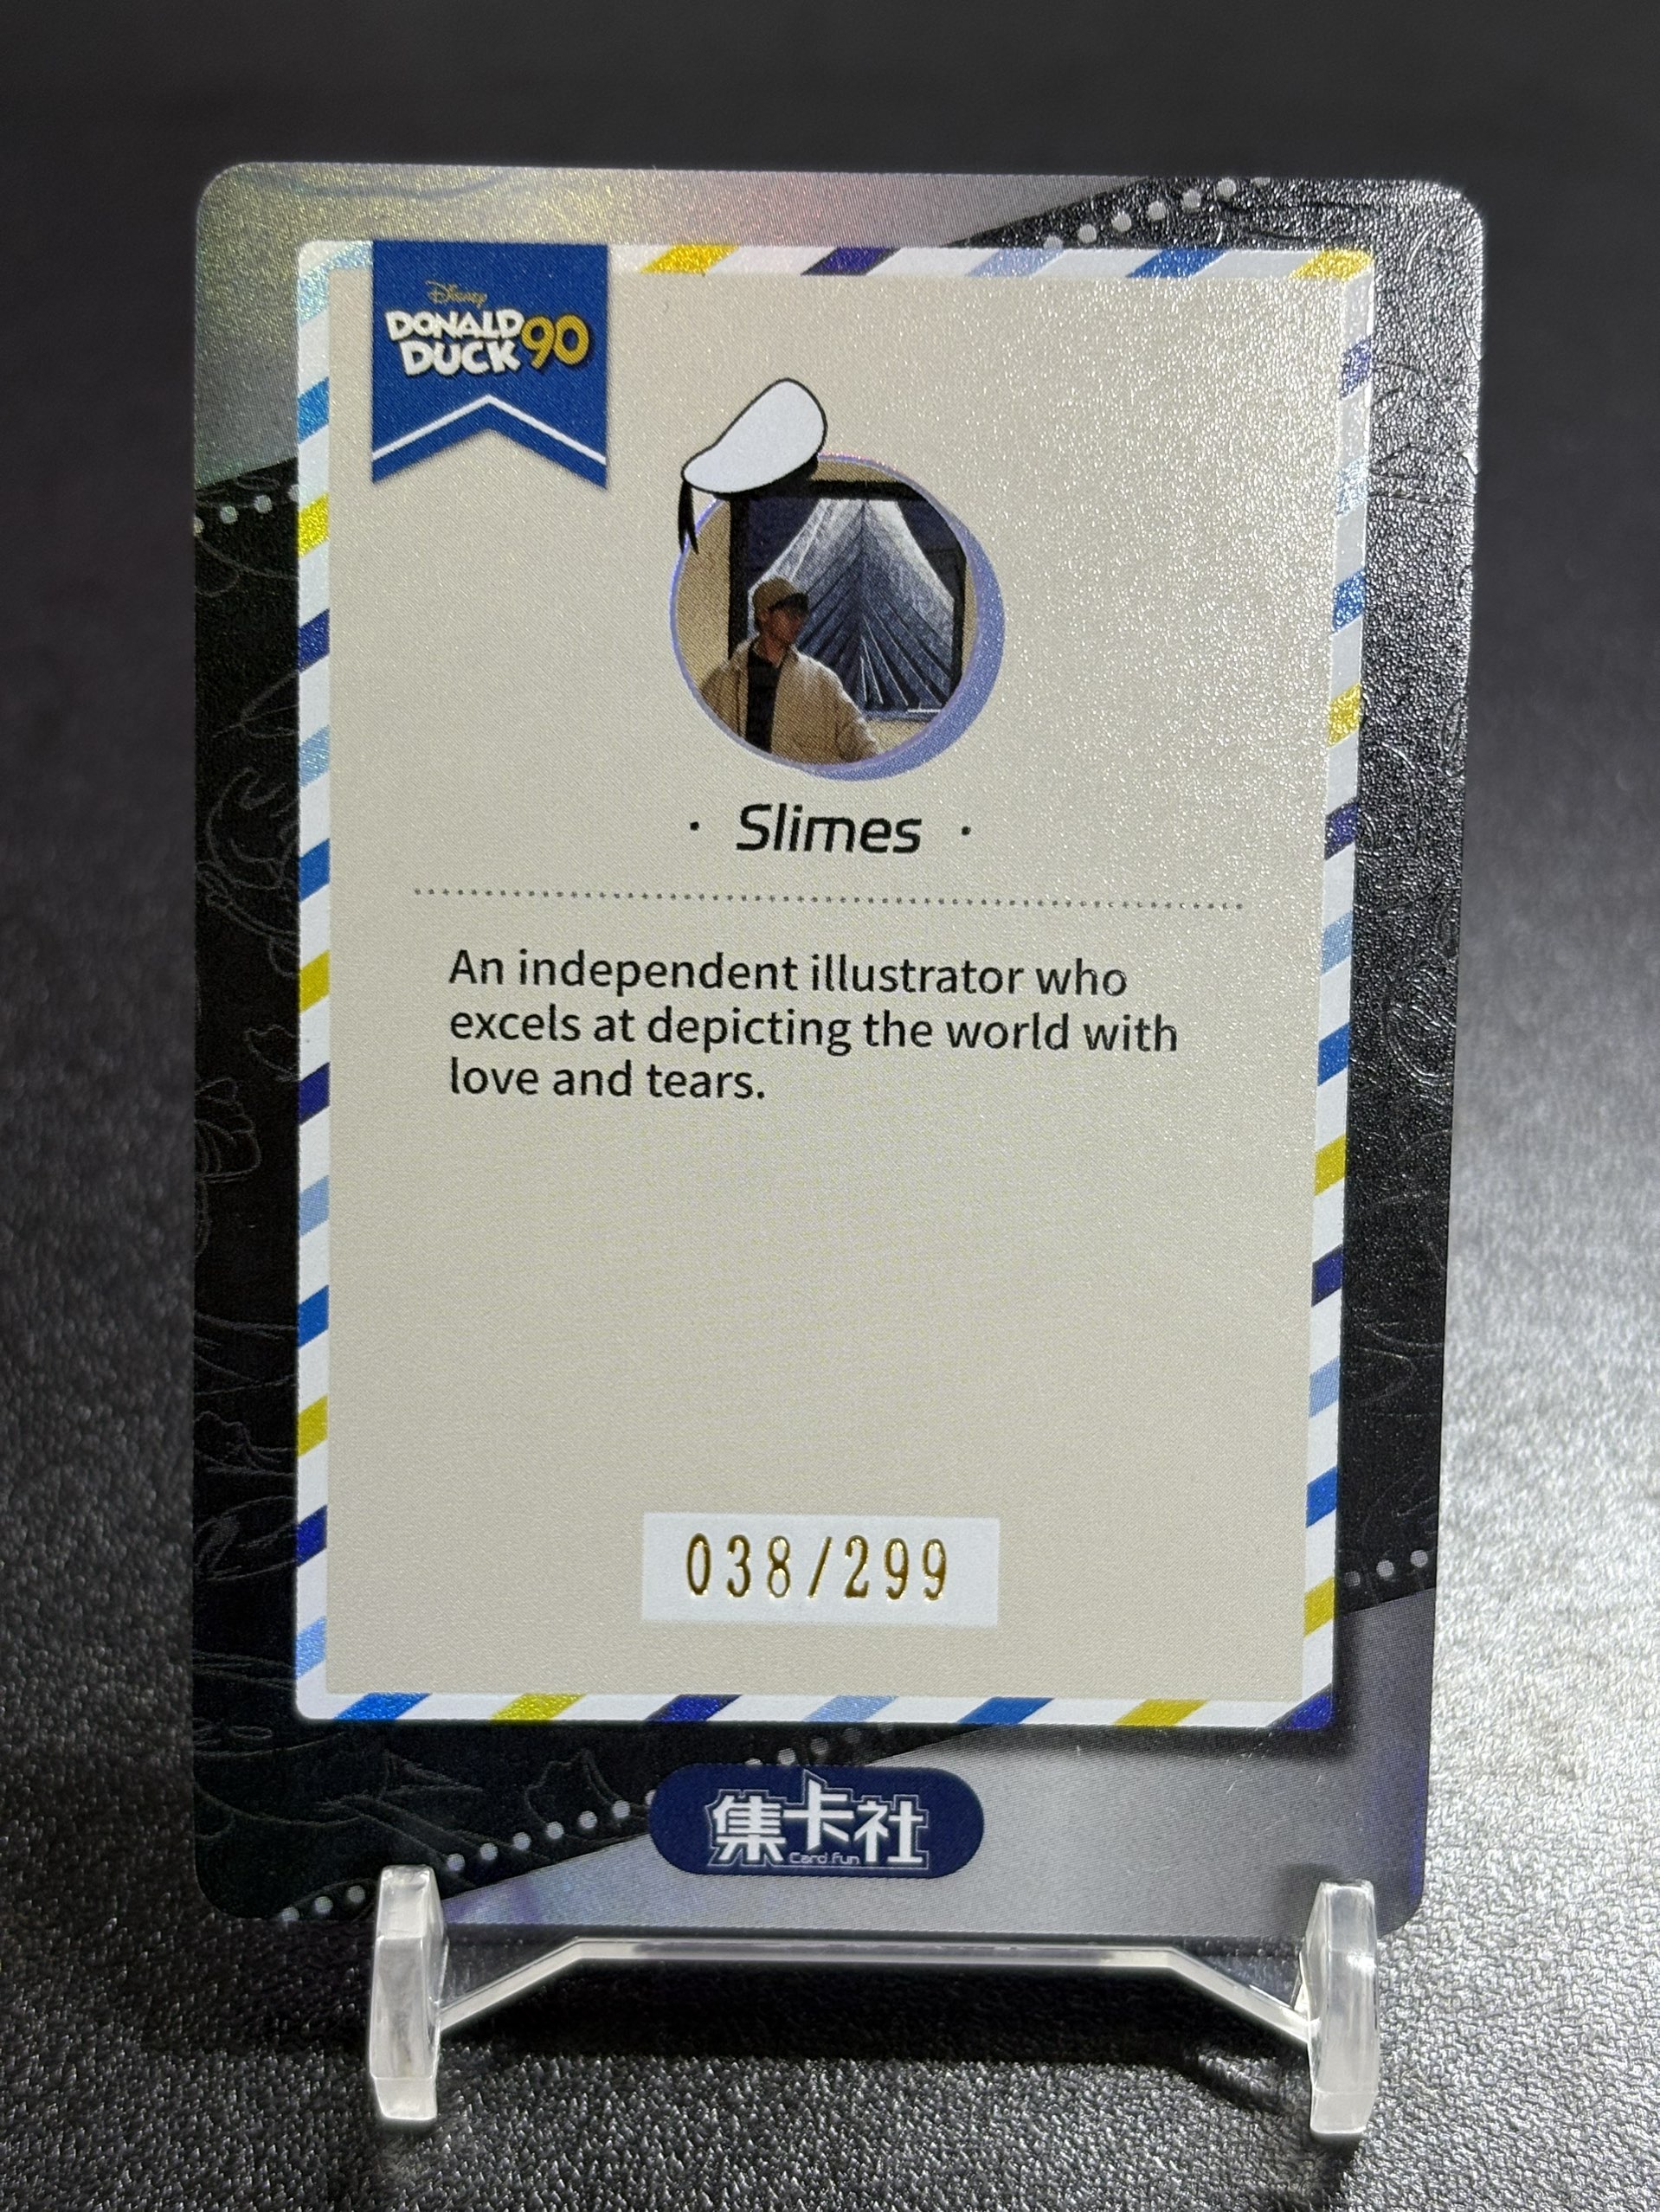 Disney
DONALD
DUCK 90
· Slimes ·
An independent illustrator who
excels at depicting the world with
love and tears.
038/299
集卡社
Card.fun